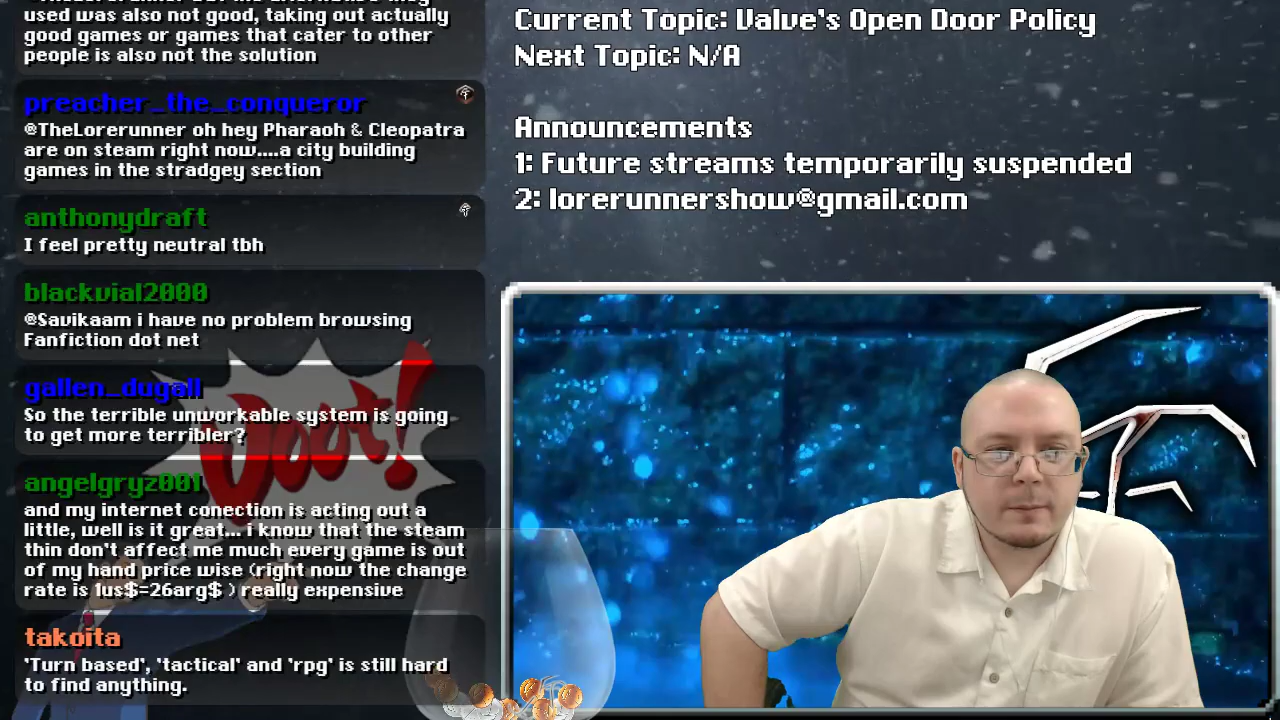 used was also not good, taking out actually
good games or games that cater to other
people is also not the solution
preacher_the_conqueror
@TheLorerunner oh hey Pharaoh & Cleopatra
are on steam right now....a city building
games in the stradgey section
anthonydraft
I feel pretty neutral tbh
blackvial2000
@Savikaam i have no problem browsing
Fanfiction dot net
gallen_dugall
So the terrible unworkable system is going
to get more terribler?
angelgryz001
and my internet conection is acting out a
little, well is it great... i know that the steam
thin don't affect me much every game is out
of my hand price wise (right now the change
rate is 1us$=26arg$ ) really expensive
takoita
'Turn based', 'tactical' and 'rpg' is still hard
to find anything.
Doot!
Current Topic: Valve's Open Door Policy
Next Topic: N/A
Announcements
1: Future streams temporarily suspended
2: lorerunnershow@gmail.com